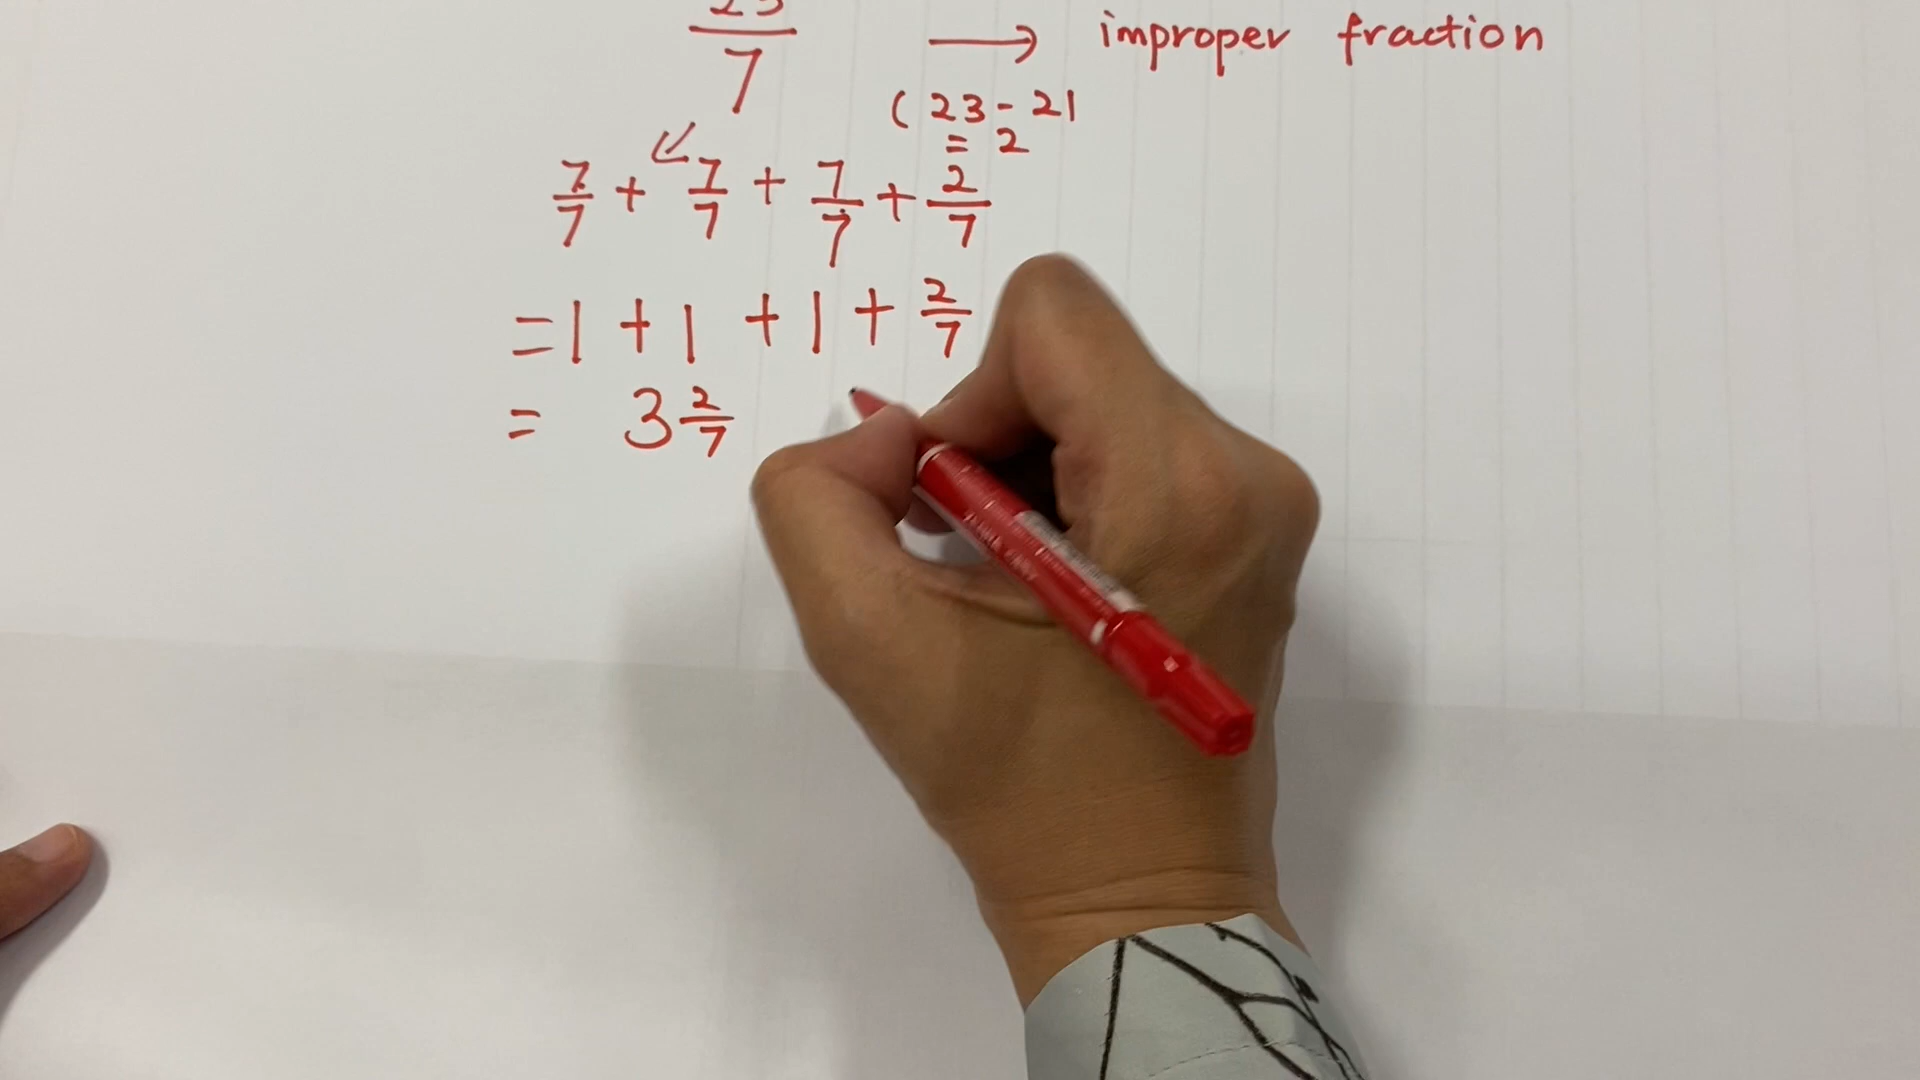 23/7 → improper fraction
(23-21
= 2
7/7 + 7/7 + 7/7 + 2/7
=1 + 1 + 1 + 2/7
= 3 2/7